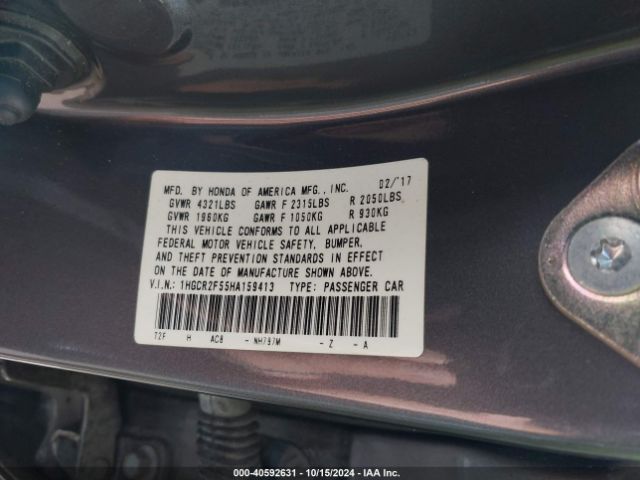 MFD. BY HONDA OF AMERICA MFG., INC. 02/'17
GVWR 4321LBS GAWR F 2315LBS R 2050LBS
GVWR 1960KG GAWR F 1050KG R 930KG
THIS VEHICLE CONFORMS TO ALL APPLICABLE
FEDERAL MOTOR VEHICLE SAFETY, BUMPER,
AND THEFT PREVENTION STANDARDS IN EFFECT
ON THE DATE OF MANUFACTURE SHOWN ABOVE.
V.I.N.: 1HGCR2F55HA159413 TYPE: PASSENGER CAR
T2F H AC8 - NH797M - Z - A
000-40592631 - 10/15/2024 - IAA Inc.